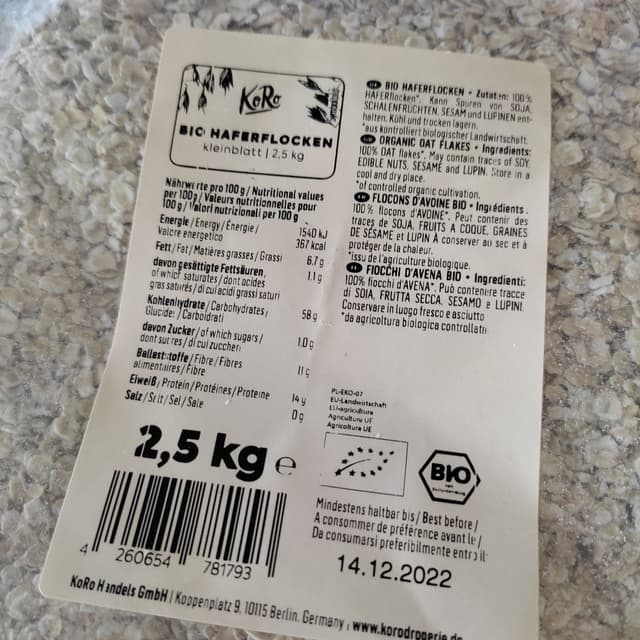 KoRo
BIO HAFERFLOCKEN
kleinblatt | 2,5 kg
Nährwerte pro 100 g / Nutritional values
per 100g / Valeurs nutritionnelles pour
100 g / Valori nutrizionali per 100 g
Energie / Energy / Énergie / 1540 kJ
Valore energetico 367 kcal
Fett / Fat / Matières grasses / Grassi 6.7 g
davon gesättigte Fettsäuren, 1.1 g
of which saturates / dont acides
gras saturés / di cui acidi grassi saturi
Kohlenhydrate / Carbohydrates / 58 g
Glucides / Carboidrati
davon Zucker / of which sugars / 1.0 g
dont sucres / di cui zuccheri
Ballaststoffe / Fibre / Fibres 11 g
alimentaires / Fibre
Eiweiß / Protein / Protéines / Proteine 14 g
Salz / Salt / Sel / Sale 0 g
2,5 kg e
4 260654 781793
KoRo Handels GmbH | Koppenplatz 9, 10115 Berlin, Germany | www.korodrogerie.de
DE BIO HAFERFLOCKEN • Zutaten: 100%
HAFERflocken*. Kann Spuren von SOJA,
SCHALENFRÜCHTEN, SESAM und LUPINEN ent-
halten. Kühl und trocken lagern.
*aus kontrolliert biologischer Landwirtschaft.
ORGANIC OAT FLAKES • Ingredients:
100% OAT flakes*. May contain traces of SOY,
EDIBLE NUTS, SESAME and LUPIN. Store in a
cool and dry place.
*of controlled organic cultivation.
FLOCONS D'AVOINE BIO • Ingrédients:
100% flocons d'AVOINE*. Peut contenir des
traces de SOJA, FRUITS A COQUE, GRAINES
DE SÉSAME et LUPIN À conserver au sec et à
protéger de la chaleur.
*issu de l'agriculture biologique.
FIOCCHI D'AVENA BIO • Ingredienti:
100% fiocchi d'AVENA*. Può contenere tracce
di SOIA, FRUTTA SECCA, SESAMO e LUPINI.
Conservare in luogo fresco e asciutto
*da agricoltura biologica controllata
PL-EKO-07
EU-Landwirtschaft
EU-agriculture
Agriculture UE
Agricoltura UE
BIO
Mindestens haltbar bis / Best before /
A consommer de préférence avant le /
Da consumarsi preferibilmente entro il:
14.12.2022